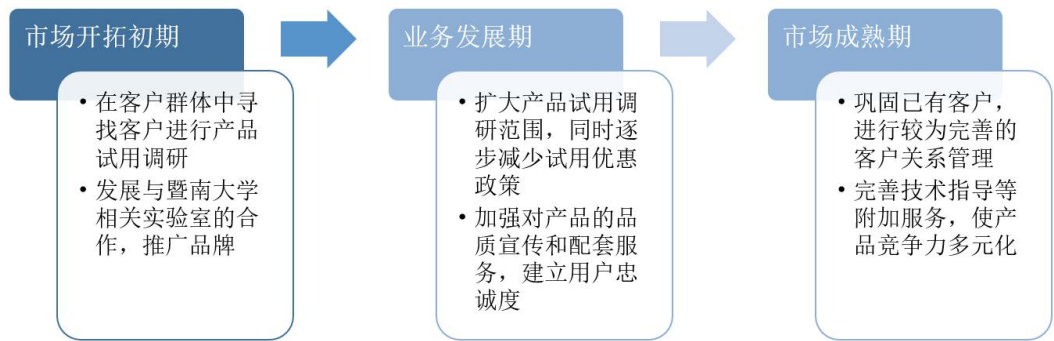 市场开拓初期
• 在客户群体中寻
找客户进行产品
试用调研
• 发展与暨南大学
相关实验室的合
作，推广品牌
业务发展期
• 扩大产品试用调
研范围，同时逐
步减少试用优惠
政策
• 加强对产品的品
质宣传和配套服
务，建立用户忠
诚度
市场成熟期
• 巩固已有客户，
进行较为完善的
客户关系管理
• 完善技术指导等
附加服务，使产
品竞争力多元化